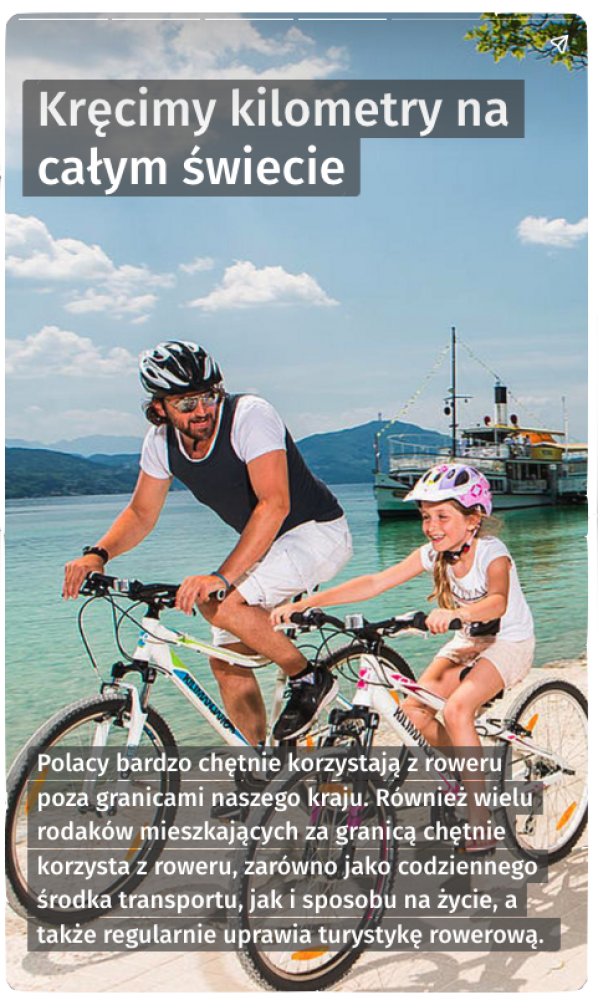 Kręcimy kilometry na
całym świecie
Polacy bardzo chętnie korzystają z roweru
poza granicami naszego kraju. Również wielu
rodaków mieszkających za granicą chętnie
korzysta z roweru, zarówno jako codziennego
środka transportu, jak i sposobu na życie, a
także regularnie uprawia turystykę rowerową.